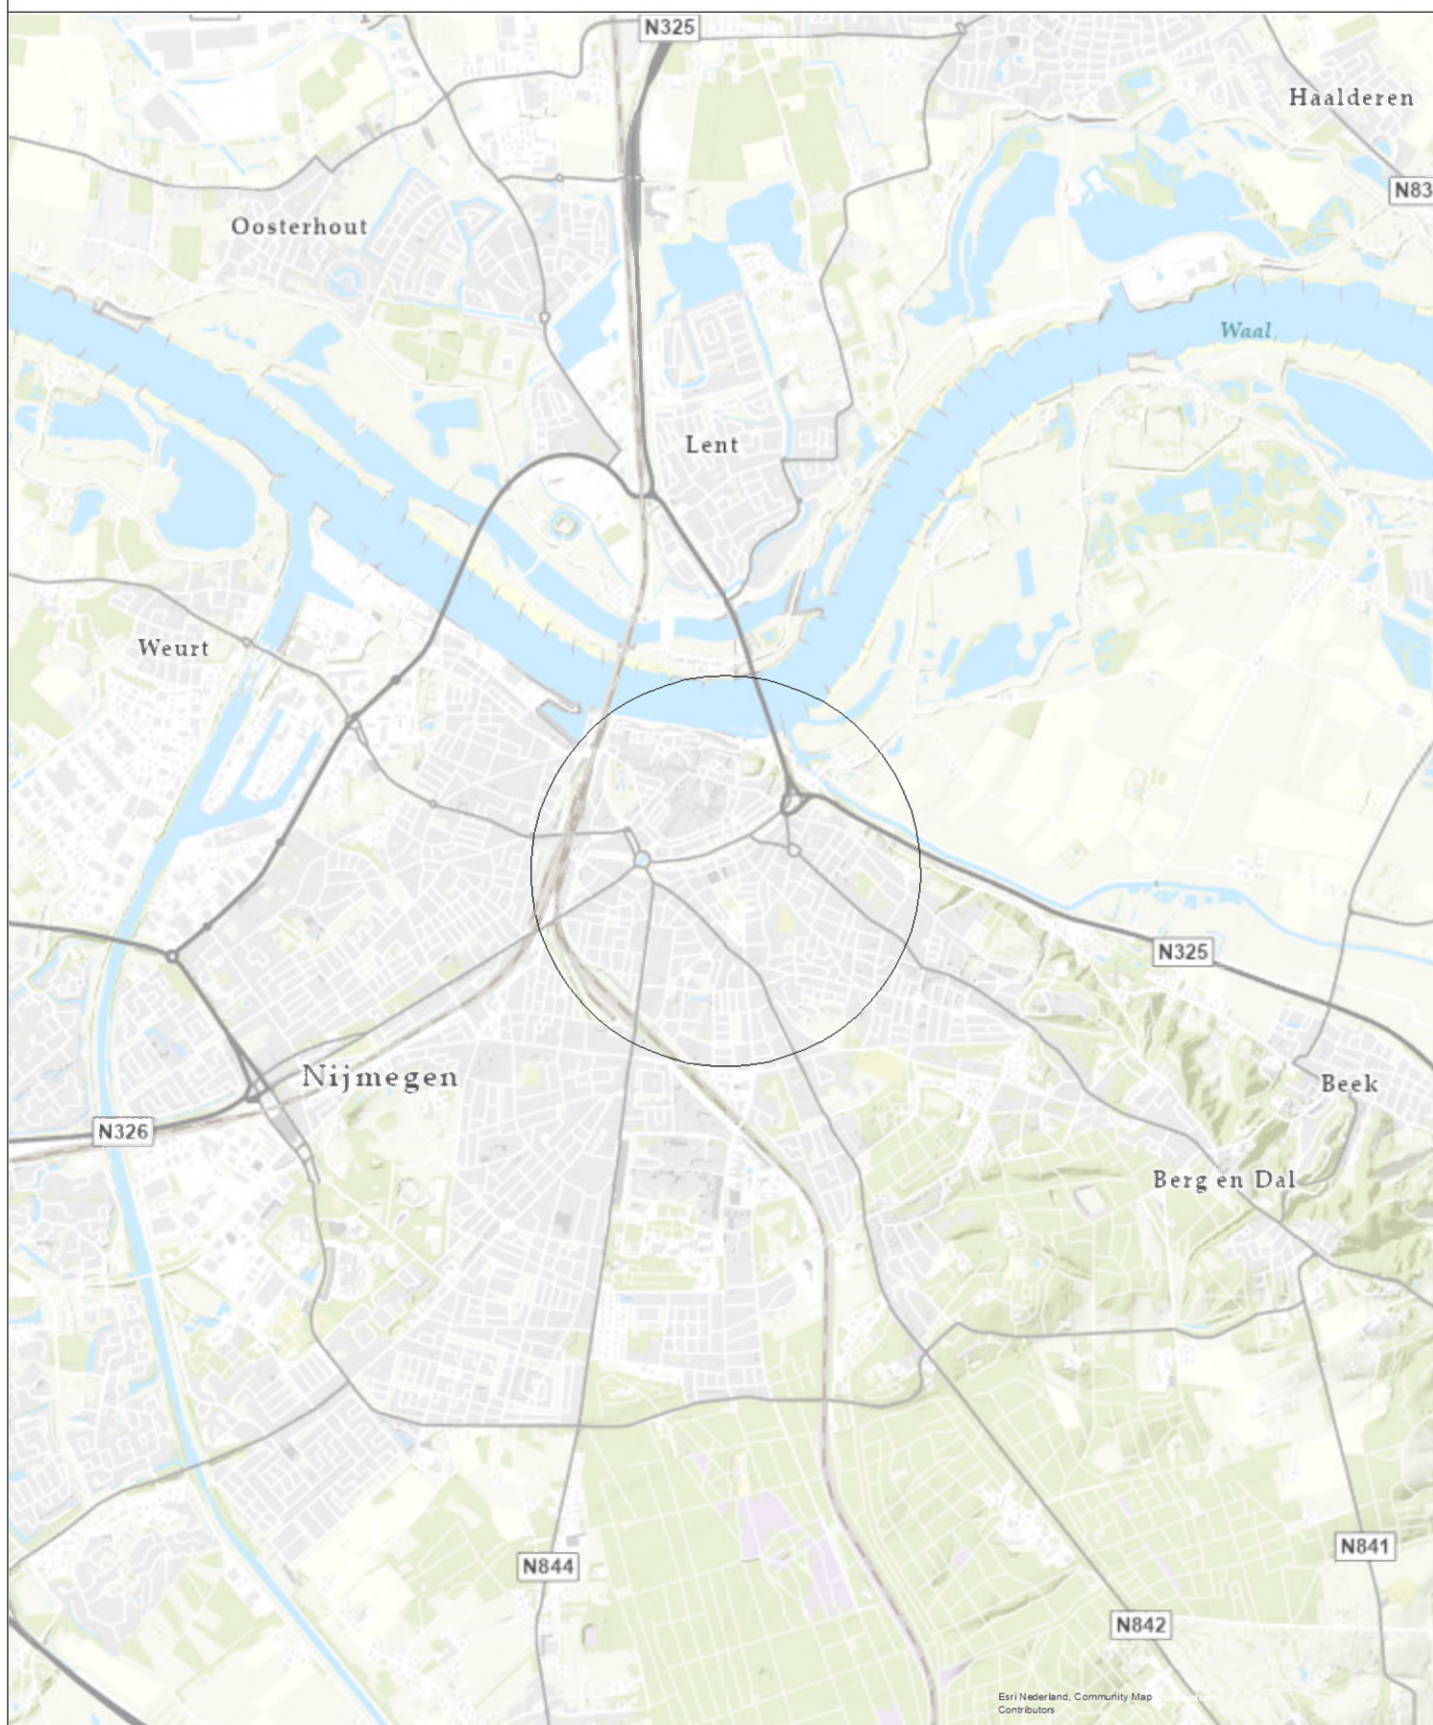 N325
Haalderen
N83
Oosterhout
Waal
Lent
Weurt
N325
Nijmegen
Beek
N326
Berg en Dal
N844
N841
N842
Esri Nederland, Community Map
Contributors